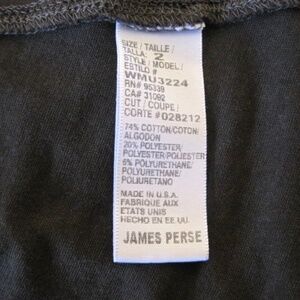 SIZE / TAILLE /
TALLA: 2
STYLE / MODEL /
ESTILO #
WMU3224
RN# 95339
CA# 31092
CUT / COUPE /
CORTE #028212
74% COTTON/COTON/
ALGODON
20% POLYESTER/
POLYESTER/POLIESTER
6% POLYURETHANE/
POLYURETHANE/
POLIURETANO
MADE IN U.S.A.
FABRIQUE AUX
ETATS UNIS
HECHO EN EE.UU.
JAMES PERSE